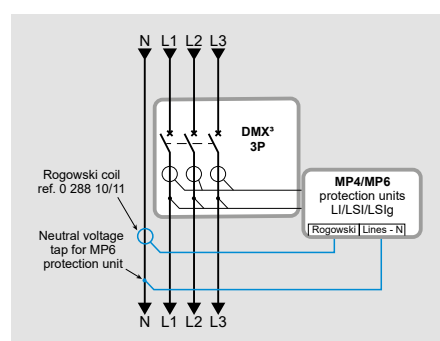 N L1 L2 L3
DMX³
3P
MP4/MP6
protection units
LI/LSI/LSIg
Rogowski Lines - N
Rogowski coil
ref. 0 288 10/11
Neutral voltage
tap for MP6
protection unit
N L1 L2 L3